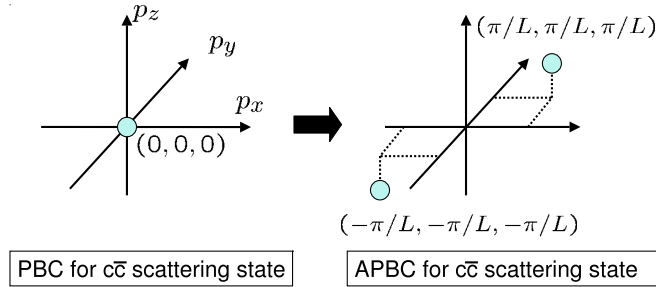 p_z
p_y
p_x
(0, 0, 0)
(π/L, π/L, π/L)
(−π/L, −π/L, −π/L)
PBC for cc̅ scattering state
APBC for cc̅ scattering state